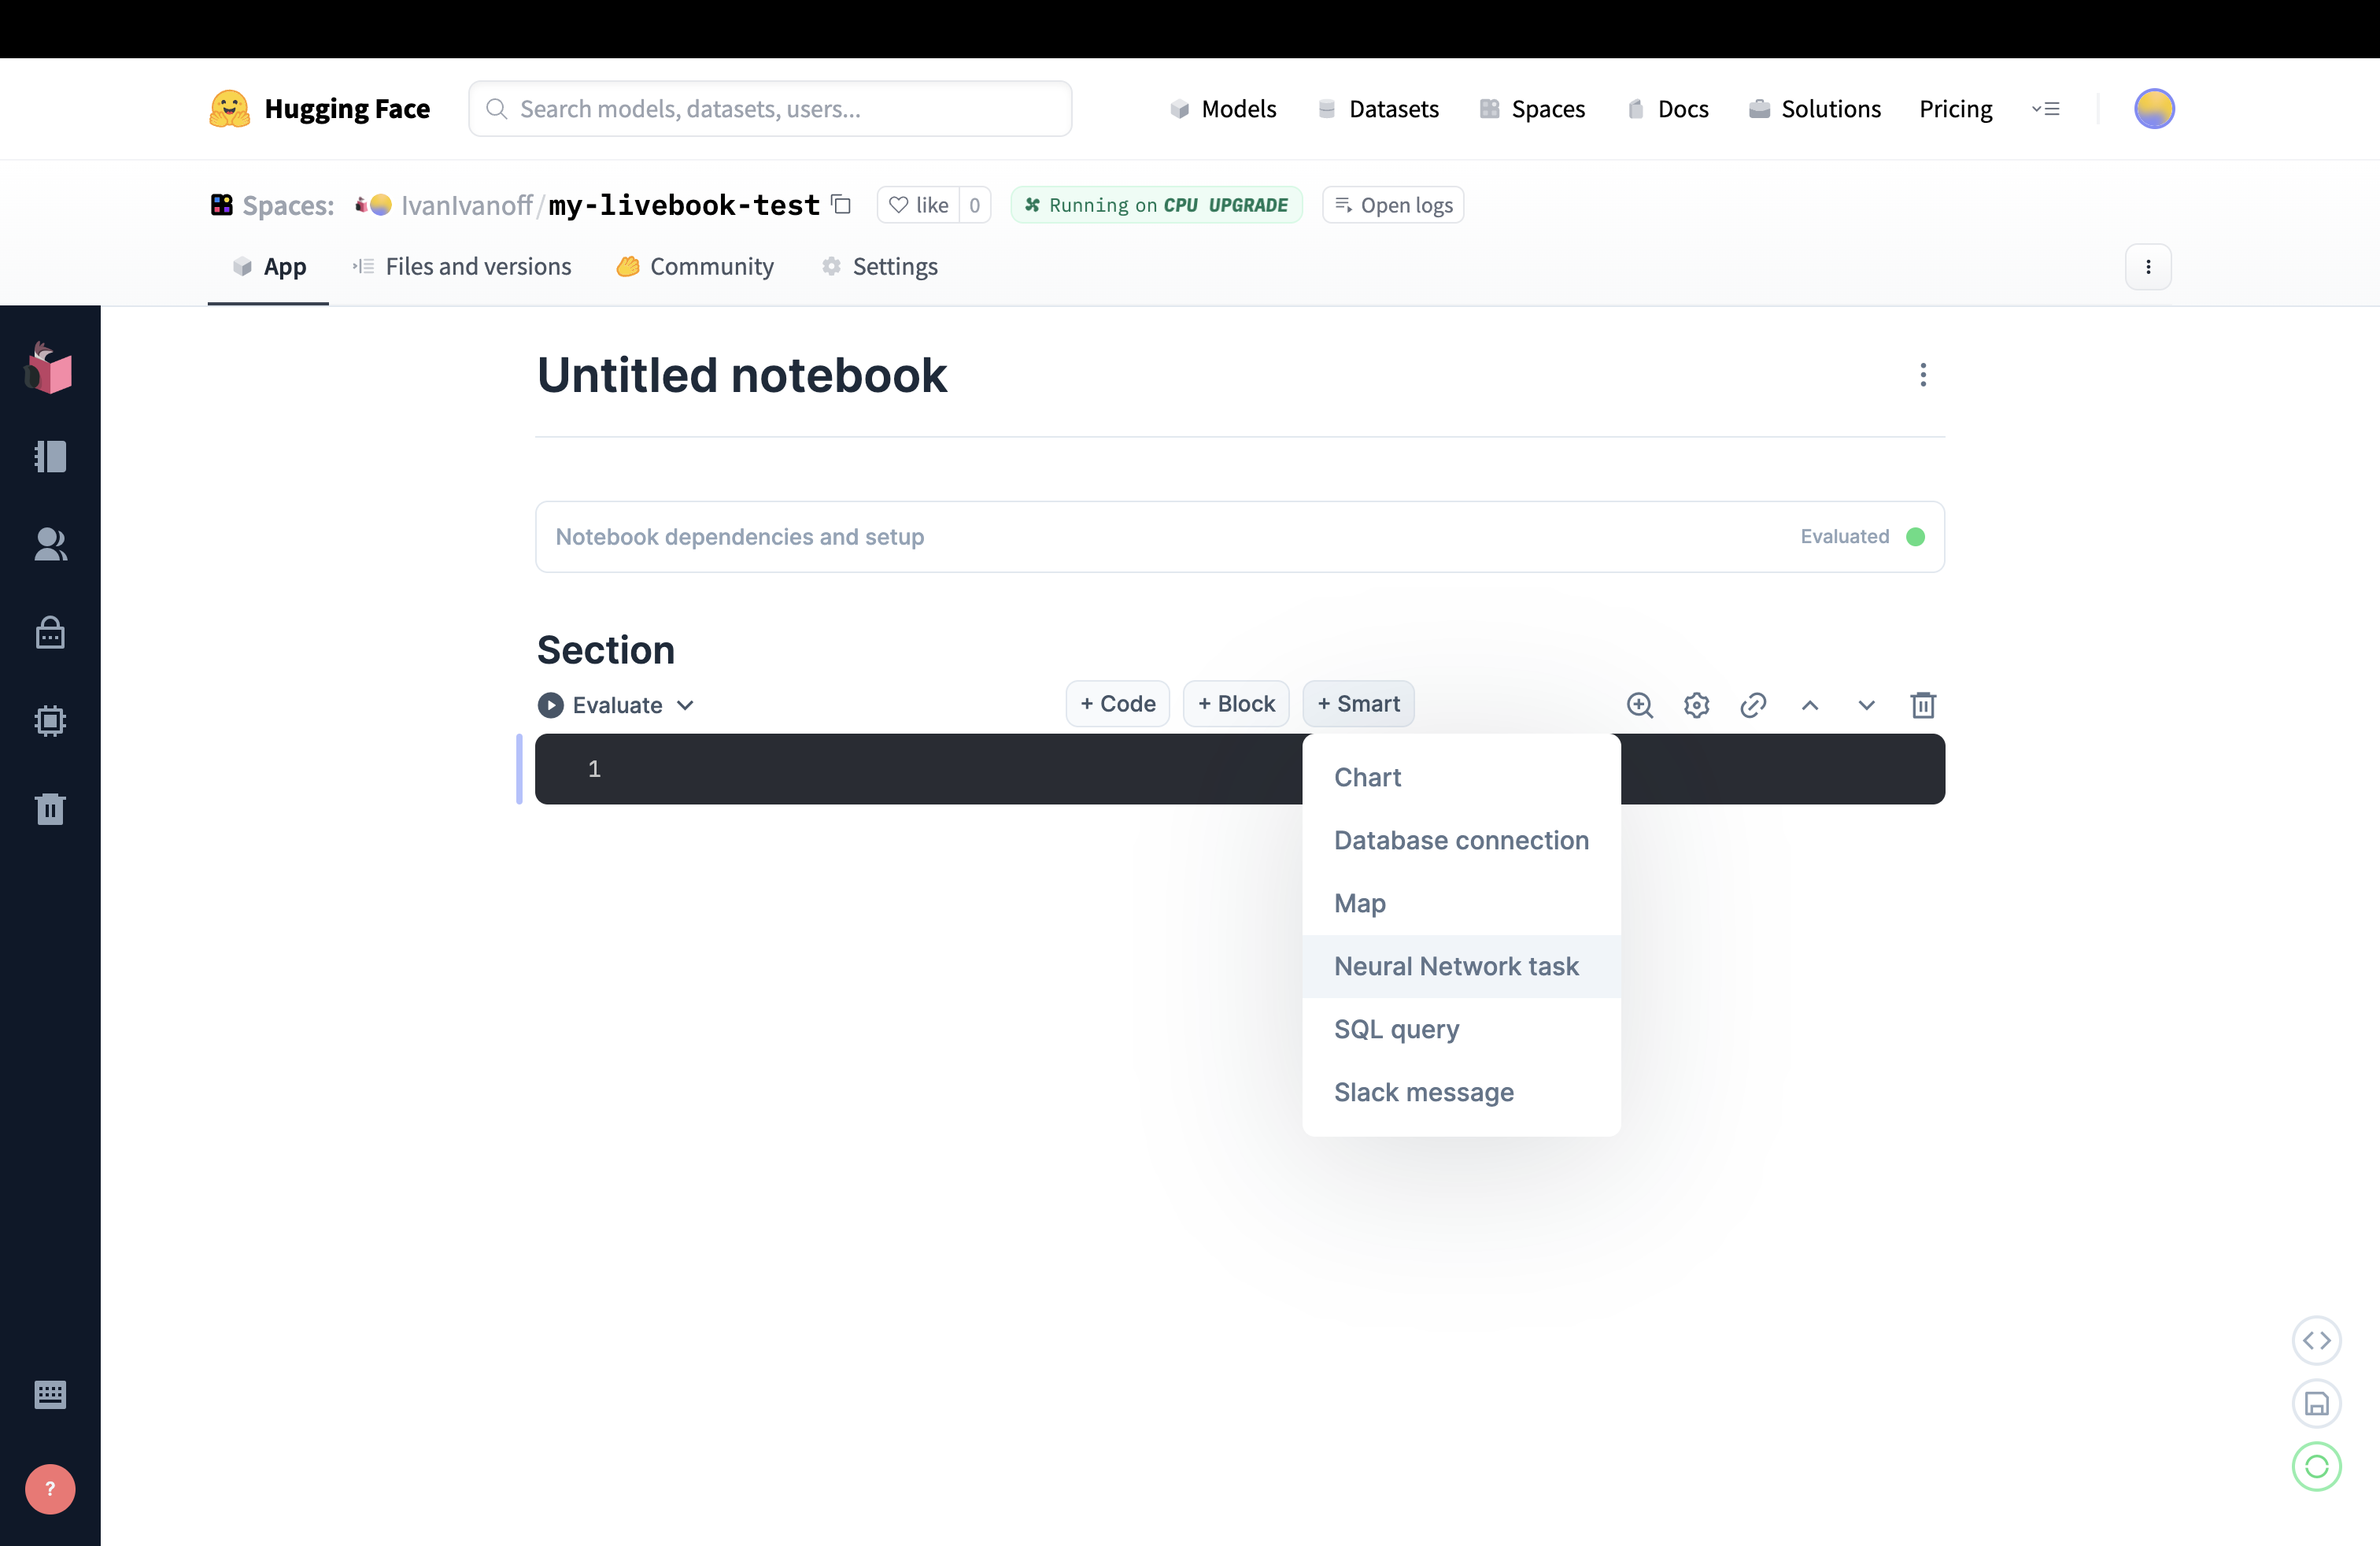 Hugging Face
Search models, datasets, users...
Models
Datasets
Spaces
Docs
Solutions
Pricing
Spaces:
IvanIvanoff/my-livebook-test
like 0
Running on CPU UPGRADE
Open logs
App
Files and versions
Community
Settings
Untitled notebook
Notebook dependencies and setup
Evaluated
Section
Evaluate
+ Code
+ Block
+ Smart
1
Chart
Database connection
Map
Neural Network task
SQL query
Slack message
?